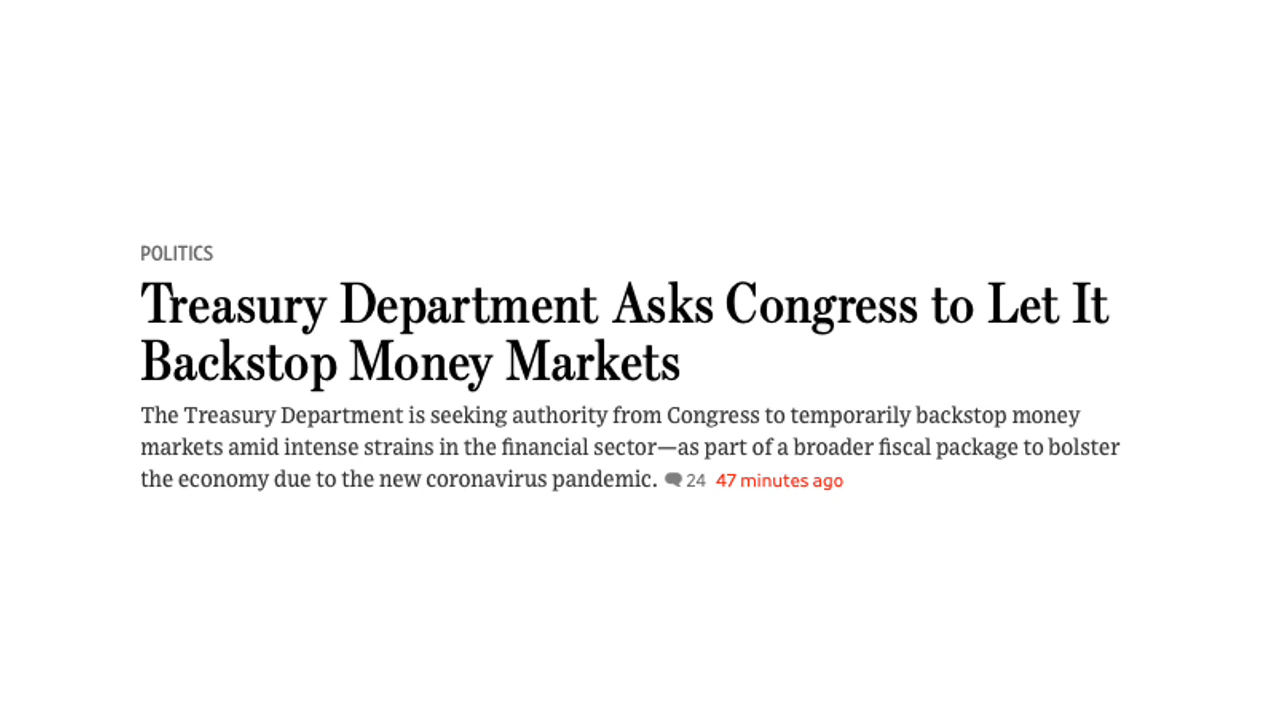 POLITICS
Treasury Department Asks Congress to Let It
Backstop Money Markets
The Treasury Department is seeking authority from Congress to temporarily backstop money
markets amid intense strains in the financial sector—as part of a broader fiscal package to bolster
the economy due to the new coronavirus pandemic. 24 47 minutes ago